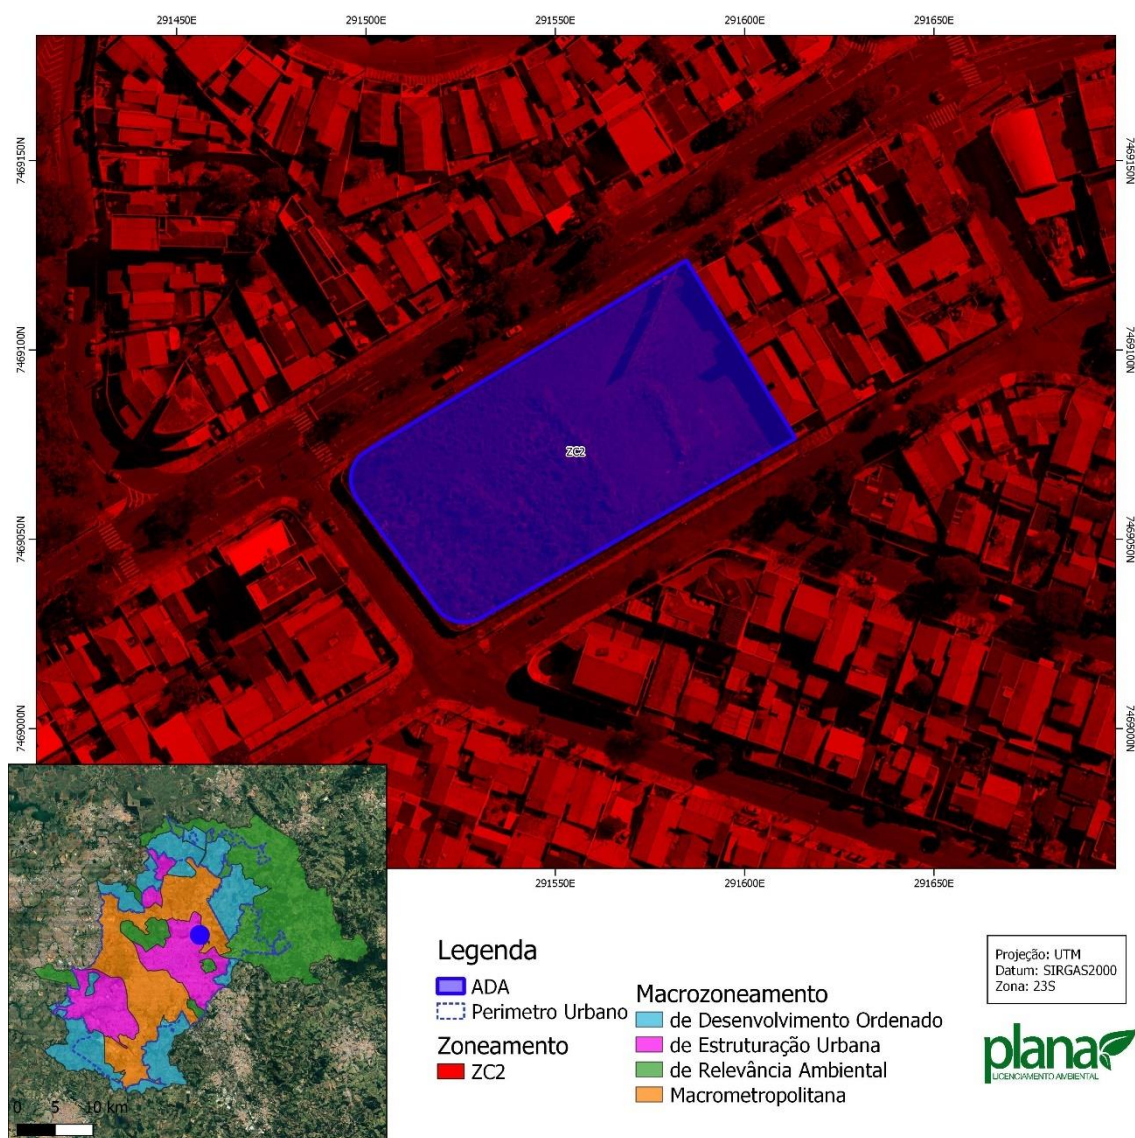 291450E 291500E 291550E 291600E 291650E
7469150N 7469150N
7469100N 7469100N
ZC2
7469050N 7469050N
7469000N 7469000N
291550E 291600E 291650E
0 5 10 km
Legenda
ADA
Perimetro Urbano
Zoneamento
ZC2
Macrozoneamento
de Desenvolvimento Ordenado
de Estruturação Urbana
de Relevância Ambiental
Macrometropolitana
Projeção: UTM
Datum: SIRGAS2000
Zona: 23S
plana
LICENCIAMENTO AMBIENTAL